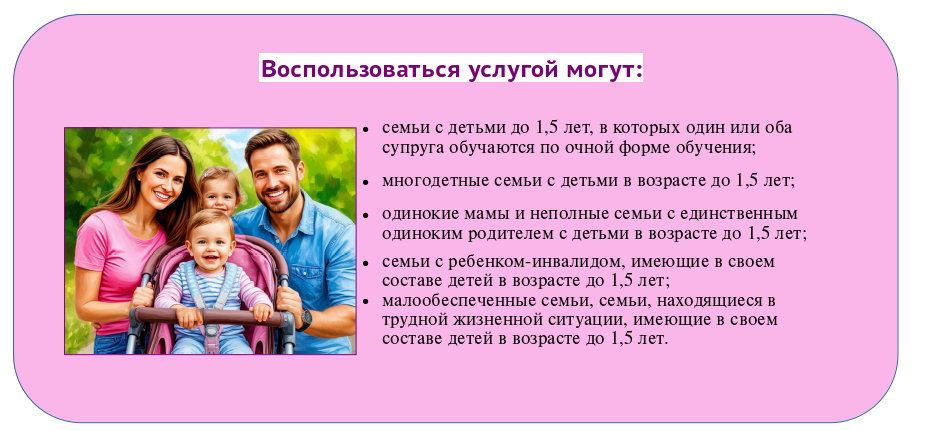 Воспользоваться услугой могут:
• семьи с детьми до 1,5 лет, в которых один или оба
супруга обучаются по очной форме обучения;
• многодетные семьи с детьми в возрасте до 1,5 лет;
• одинокие мамы и неполные семьи с единственным
одиноким родителем с детьми в возрасте до 1,5 лет;
• семьи с ребенком-инвалидом, имеющие в своем
составе детей в возрасте до 1,5 лет;
• малообеспеченные семьи, семьи, находящиеся в
трудной жизненной ситуации, имеющие в своем
составе детей в возрасте до 1,5 лет.